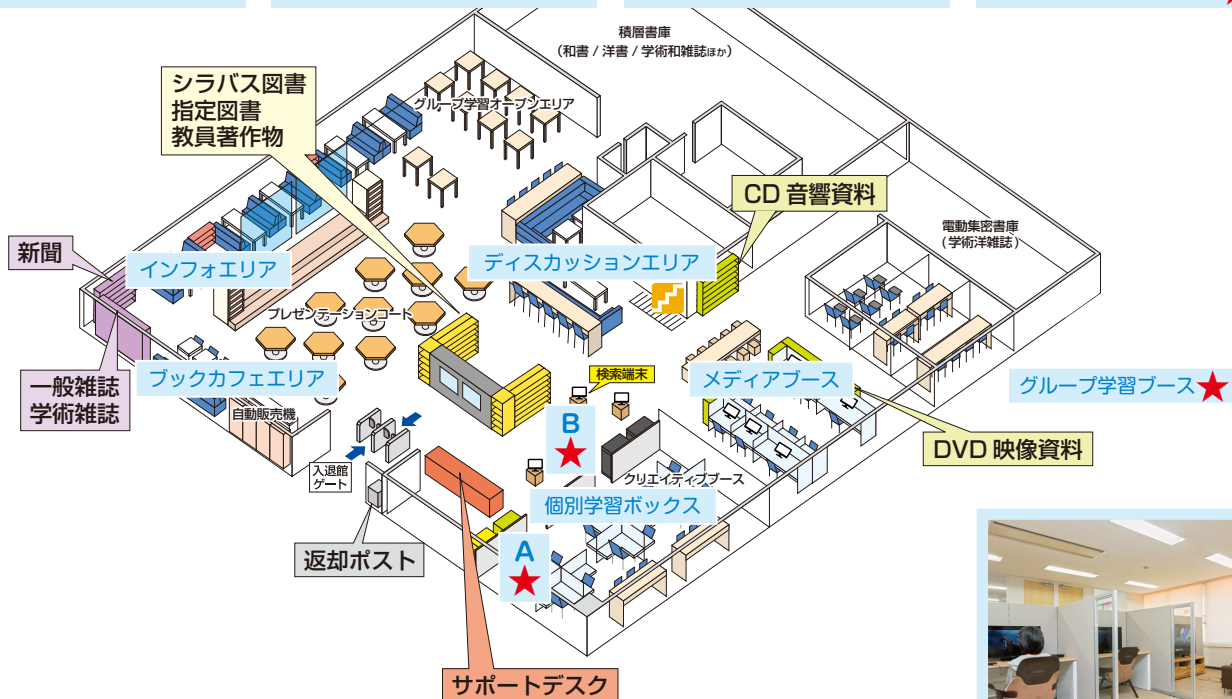 積層書庫
(和書 / 洋書 / 学術和雑誌ほか)
シラバス図書
指定図書
教員著作物
グループ学習オープンエリア
CD 音響資料
電動集密書庫
(学術洋雑誌)
新聞
インフォエリア
ディスカッションエリア
プレゼンテーションコート
一般雑誌
学術雑誌
ブックカフェエリア
検索端末
メディアブース
グループ学習ブース★
自動販売機
B
★
DVD 映像資料
入退館
ゲート
クリエイティブブース
個別学習ボックス
返却ポスト
A
★
サポートデスク